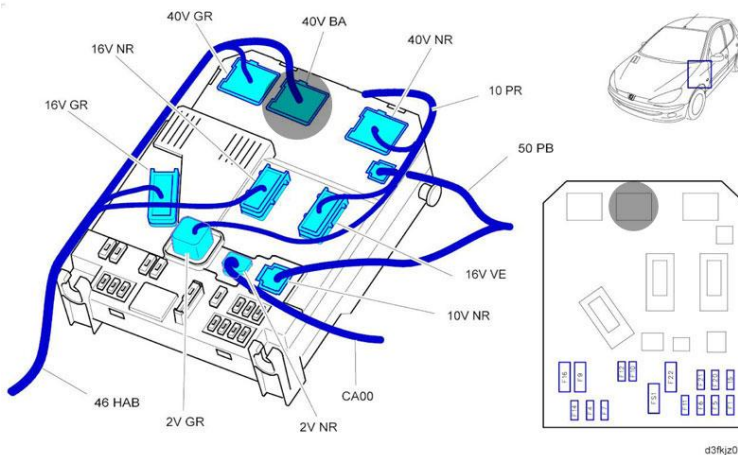 40V GR
40V BA
40V NR
16V NR
10 PR
16V GR
50 PB
16V VE
10V NR
CA00
46 HAB
2V GR
2V NR
F16
F9
F22
F51
d3fkjz0